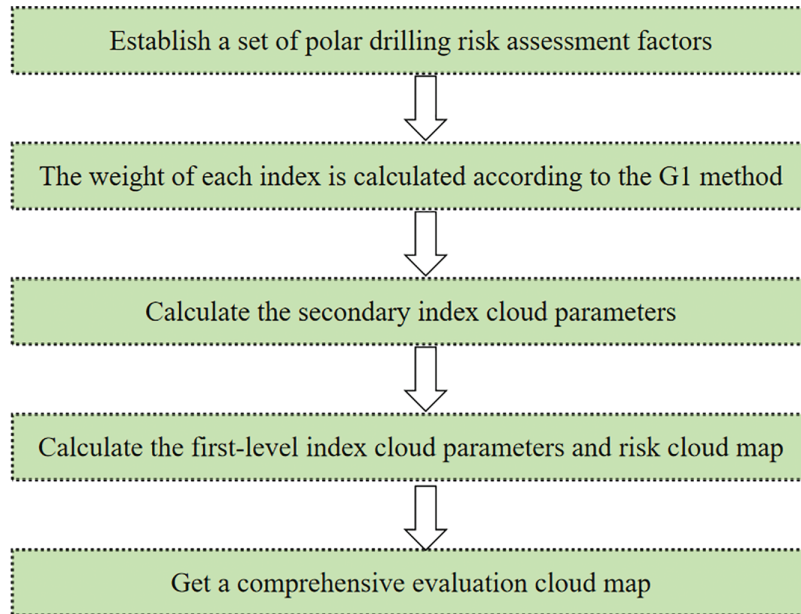 Establish a set of polar drilling risk assessment factors
The weight of each index is calculated according to the G1 method
Calculate the secondary index cloud parameters
Calculate the first-level index cloud parameters and risk cloud map
Get a comprehensive evaluation cloud map